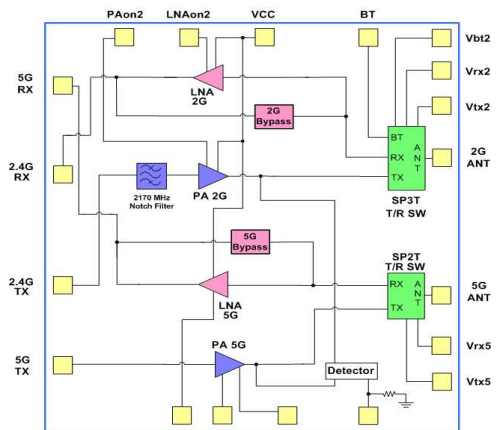 PAon2 LNAon2 VCC BT
Vbt2
5G
RX
LNA
2G
Vrx2
2G
Bypass
Vtx2
BT
RX
TX
ANT
2G
ANT
2.4G
RX
2170 MHz
Notch Filter
PA 2G
SP3T
T/R SW
5G
Bypass
SP2T
T/R SW
2.4G
TX
LNA
5G
RX
TX
ANT
5G
ANT
Vrx5
5G
TX
PA 5G
Detector
Vtx5